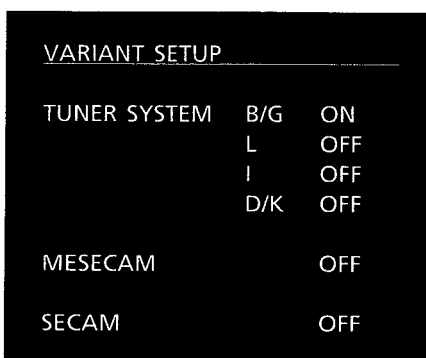 VARIANT SETUP
TUNER SYSTEM B/G ON
L OFF
I OFF
D/K OFF
MESECAM OFF
SECAM OFF